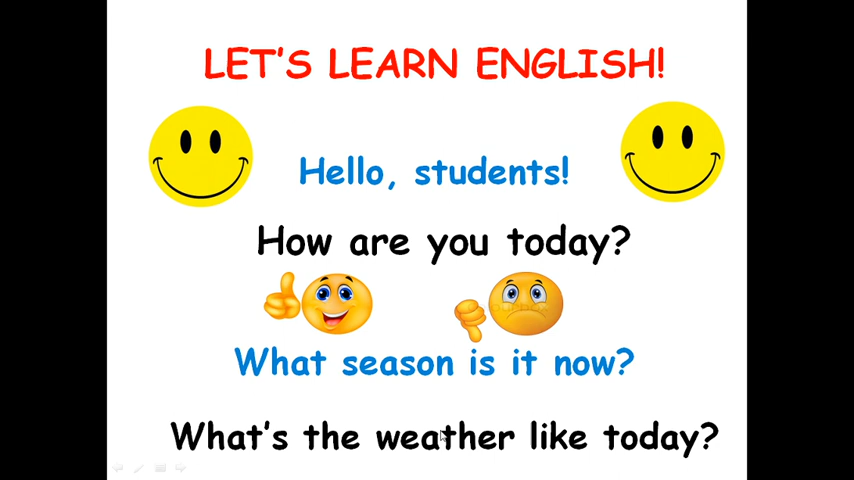 LET'S LEARN ENGLISH!
Hello, students!
How are you today?
What season is it now?
What's the weather like today?